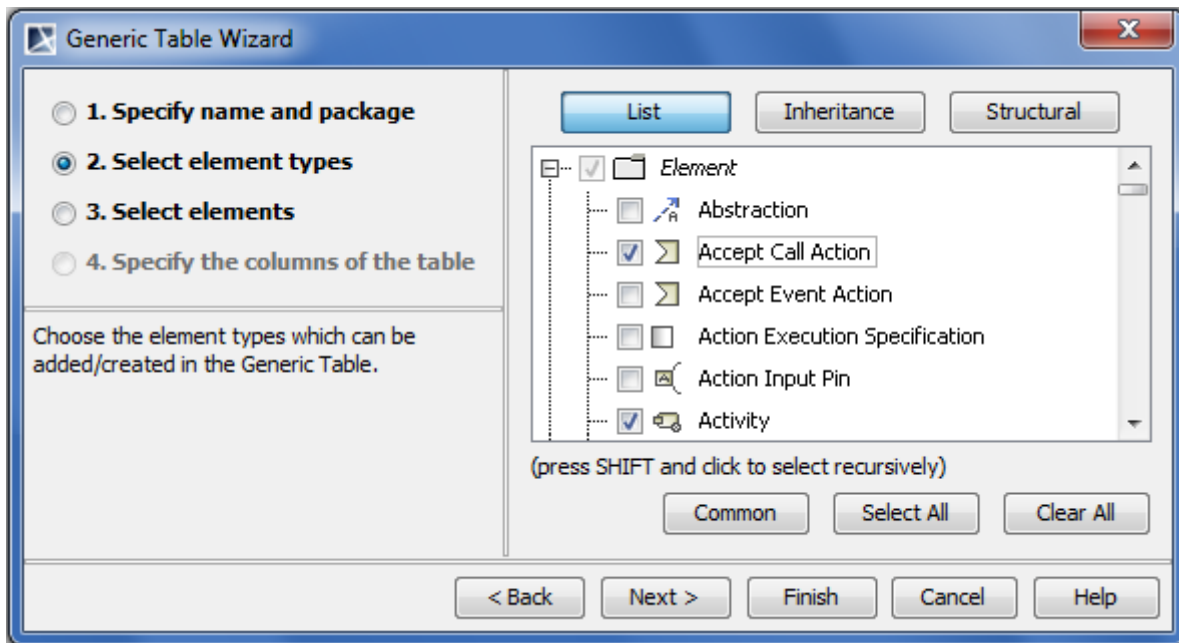 Generic Table Wizard
1. Specify name and package
2. Select element types
3. Select elements
4. Specify the columns of the table
Choose the element types which can be
added/created in the Generic Table.
List Inheritance Structural
Element
Abstraction
Accept Call Action
Accept Event Action
Action Execution Specification
Action Input Pin
Activity
(press SHIFT and click to select recursively)
Common Select All Clear All
< Back Next > Finish Cancel Help